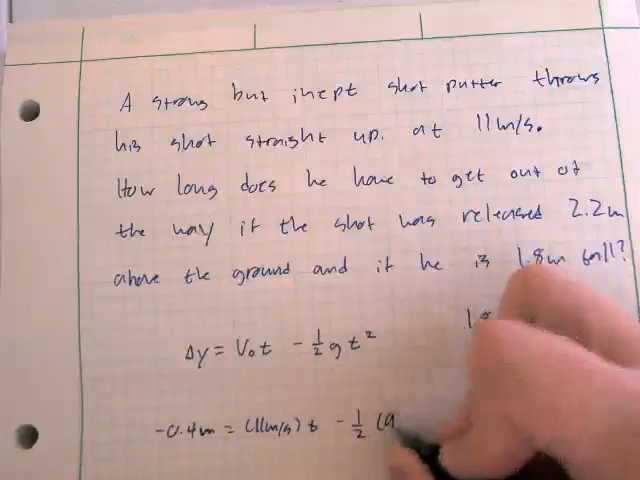 A strong but inept shot putter throws
his shot straight up. at 11m/s.
How long does he have to get out of
the way if the shot was released 2.2m
above the ground and if he is 1.8m tall?
Δy = V₀t - ½gt²
-0.4m = (11m/s)t - ½(9